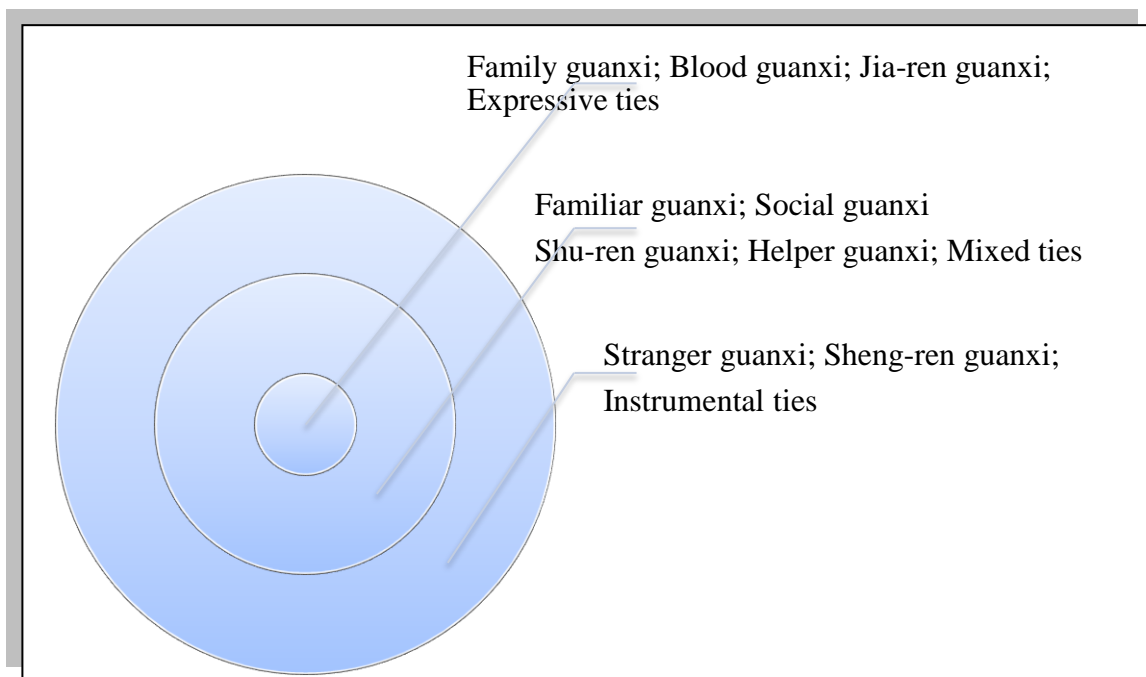 Family guanxi; Blood guanxi; Jia-ren guanxi;
Expressive ties
Familiar guanxi; Social guanxi
Shu-ren guanxi; Helper guanxi; Mixed ties
Stranger guanxi; Sheng-ren guanxi;
Instrumental ties